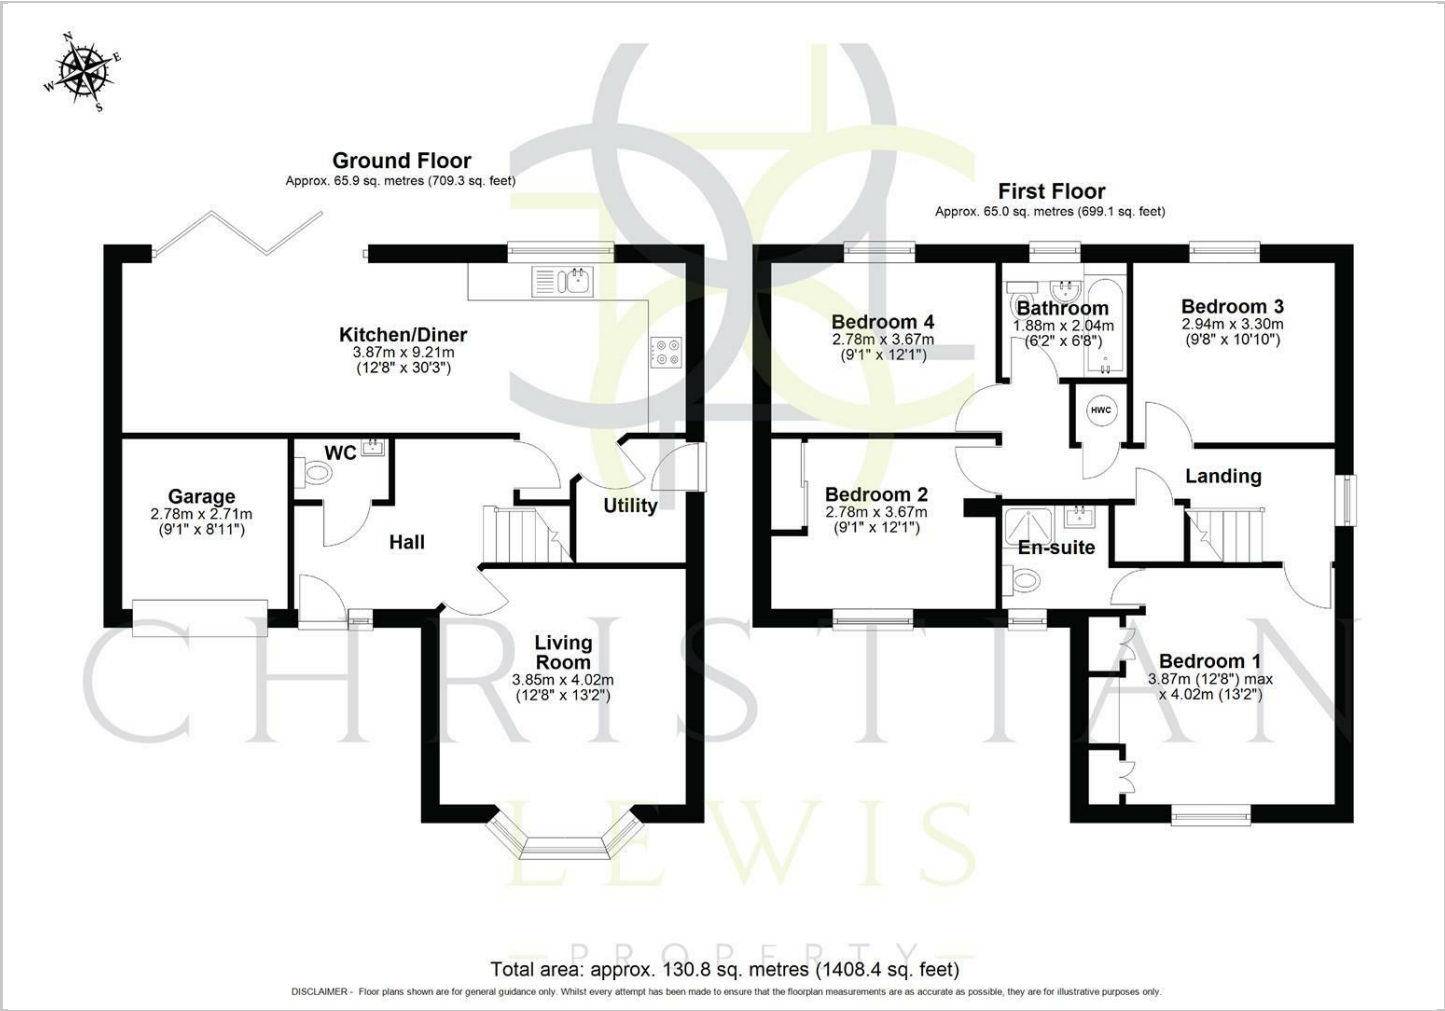 N
E
W
S
Ground Floor
Approx. 65.9 sq. metres (709.3 sq. feet)
First Floor
Approx. 65.0 sq. metres (699.1 sq. feet)
Kitchen/Diner
3.87m x 9.21m
(12'8" x 30'3")
WC
Garage
2.78m x 2.71m
(9'1" x 8'11")
Hall
Utility
Living
Room
3.85m x 4.02m
(12'8" x 13'2")
Bedroom 4
2.78m x 3.67m
(9'1" x 12'1")
Bathroom
1.88m x 2.04m
(6'2" x 6'8")
Bedroom 3
2.94m x 3.30m
(9'8" x 10'10")
HWC
Landing
Bedroom 2
2.78m x 3.67m
(9'1" x 12'1")
En-suite
Bedroom 1
3.87m (12'8") max
x 4.02m (13'2")
CHRISTIAN
LEWIS
PROPERTY
Total area: approx. 130.8 sq. metres (1408.4 sq. feet)
DISCLAIMER - Floor plans shown are for general guidance only. Whilst every attempt has been made to ensure that the floorplan measurements are as accurate as possible, they are for illustrative purposes only.